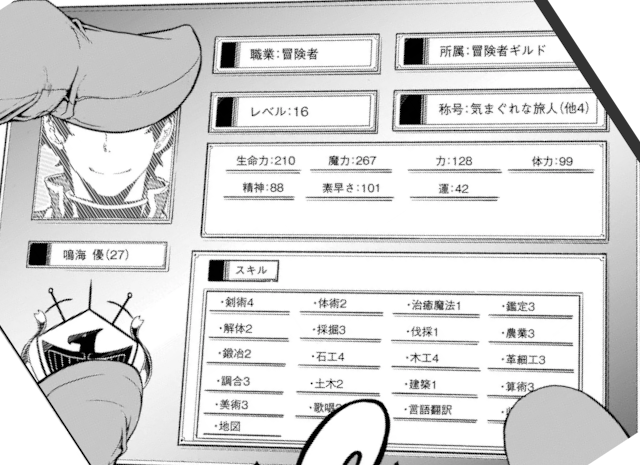 職業:冒険者
所属:冒険者ギルド
レベル:16
称号:気まぐれな旅人(他4)
生命力:210 魔力:267 力:128 体力:99
精神:88 素早さ:101 運:42
鳴海 優(27)
スキル
・剣術4 ・体術2 ・治癒魔法1 ・鑑定3
・解体2 ・採掘3 ・伐採1 ・農業3
・鍛冶2 ・石工4 ・木工4 ・革細工3
・調合3 ・土木2 ・建築1 ・算術3
・美術3 ・歌唱 ・言語翻訳
・地図